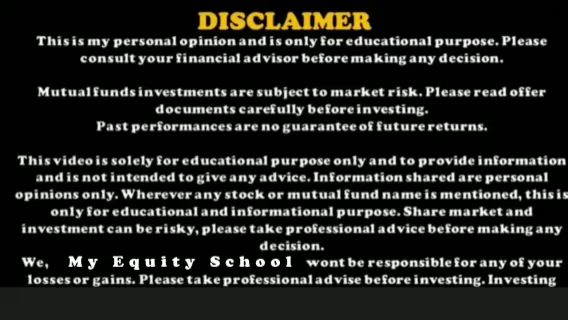 DISCLAIMER
This is my personal opinion and is only for educational purpose. Please
consult your financial advisor before making any decision.
Mutual funds investments are subject to market risk. Please read offer
documents carefully before investing.
Past performances are no guarantee of future returns.
This video is solely for educational purpose only and to provide information
and is not intended to give any advice. Information shared are personal
opinions only. Wherever any stock or mutual fund name is mentioned, this is
only for educational and informational purpose. Share market and
investment can be risky, please take professional advice before making any
decision.
We, My Equity School wont be responsible for any of your
losses or gains. Please take professional advise before investing. Investing